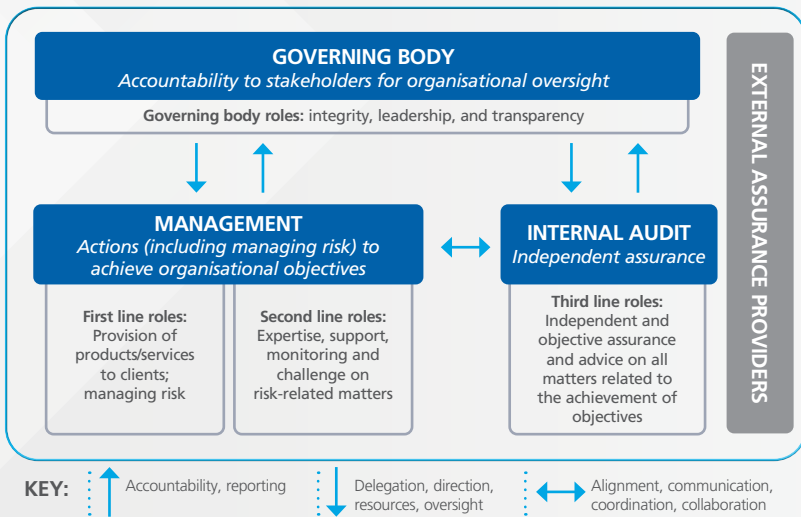 GOVERNING BODY
Accountability to stakeholders for organisational oversight
Governing body roles: integrity, leadership, and transparency
MANAGEMENT
Actions (including managing risk) to
achieve organisational objectives
First line roles:
Provision of
products/services
to clients;
managing risk
Second line roles:
Expertise, support,
monitoring and
challenge on
risk-related matters
INTERNAL AUDIT
Independent assurance
Third line roles:
Independent and
objective assurance
and advice on all
matters related to
the achievement of
objectives
EXTERNAL ASSURANCE PROVIDERS
KEY:
Accountability, reporting
Delegation, direction,
resources, oversight
Alignment, communication,
coordination, collaboration